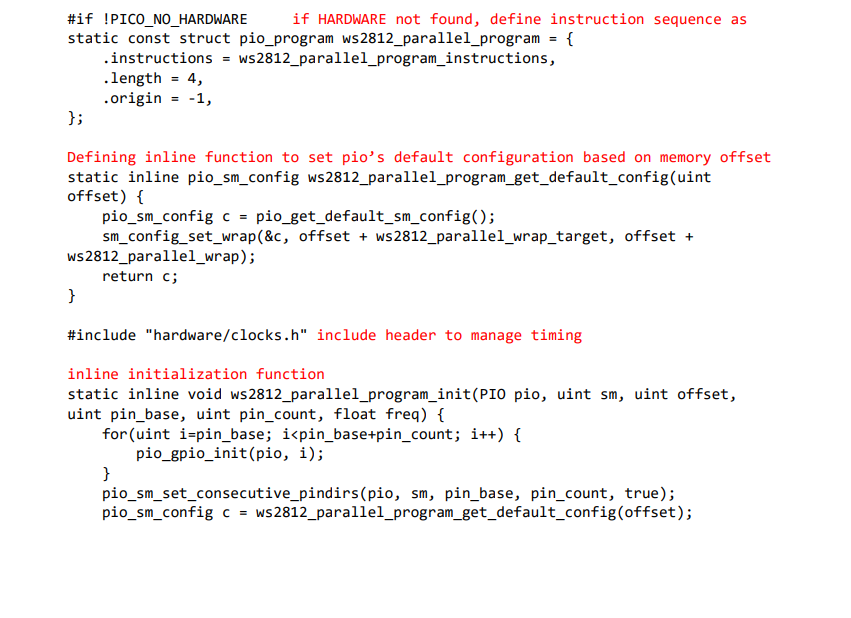 #if !PICO_NO_HARDWARE if HARDWARE not found, define instruction sequence as
static const struct pio_program ws2812_parallel_program = {
.instructions = ws2812_parallel_program_instructions,
.length = 4,
.origin = -1,
};
Defining inline function to set pio’s default configuration based on memory offset
static inline pio_sm_config ws2812_parallel_program_get_default_config(uint
offset) {
pio_sm_config c = pio_get_default_sm_config();
sm_config_set_wrap(&c, offset + ws2812_parallel_wrap_target, offset +
ws2812_parallel_wrap);
return c;
}
#include "hardware/clocks.h" include header to manage timing
inline initialization function
static inline void ws2812_parallel_program_init(PIO pio, uint sm, uint offset,
uint pin_base, uint pin_count, float freq) {
for(uint i=pin_base; i<pin_base+pin_count; i++) {
pio_gpio_init(pio, i);
}
pio_sm_set_consecutive_pindirs(pio, sm, pin_base, pin_count, true);
pio_sm_config c = ws2812_parallel_program_get_default_config(offset);